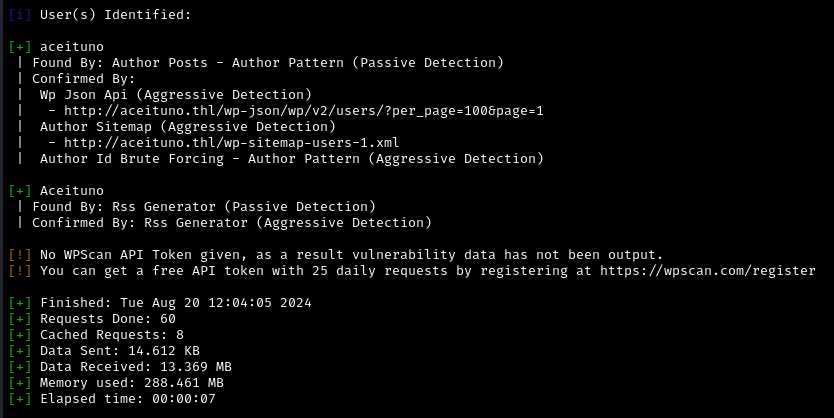 [i] User(s) Identified:

[+] aceituno
 | Found By: Author Posts - Author Pattern (Passive Detection)
 | Confirmed By:
 |  Wp Json Api (Aggressive Detection)
 |   - http://aceituno.thl/wp-json/wp/v2/users/?per_page=100&page=1
 |  Author Sitemap (Aggressive Detection)
 |   - http://aceituno.thl/wp-sitemap-users-1.xml
 |  Author Id Brute Forcing - Author Pattern (Aggressive Detection)

[+] Aceituno
 | Found By: Rss Generator (Passive Detection)
 | Confirmed By: Rss Generator (Aggressive Detection)

[!] No WPScan API Token given, as a result vulnerability data has not been output.
[!] You can get a free API token with 25 daily requests by registering at https://wpscan.com/register

[+] Finished: Tue Aug 20 12:04:05 2024
[+] Requests Done: 60
[+] Cached Requests: 8
[+] Data Sent: 14.612 KB
[+] Data Received: 13.369 MB
[+] Memory used: 288.461 MB
[+] Elapsed time: 00:00:07